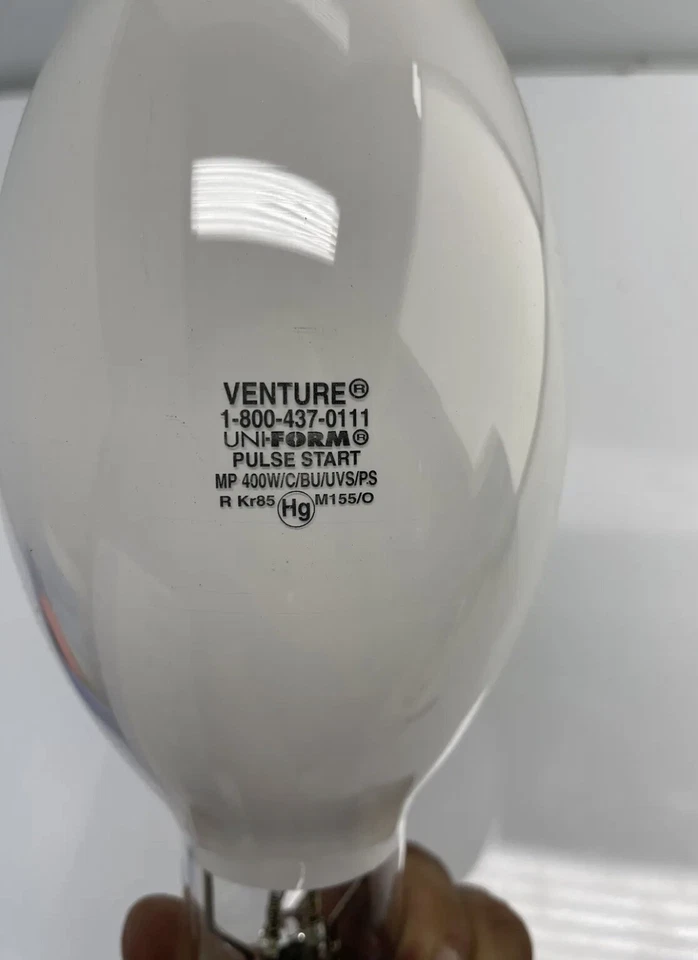 VENTURE®
1-800-437-0111
UNI-FORM®
PULSE START
MP 400W/C/BU/UVS/PS
R Kr85 Hg M155/O